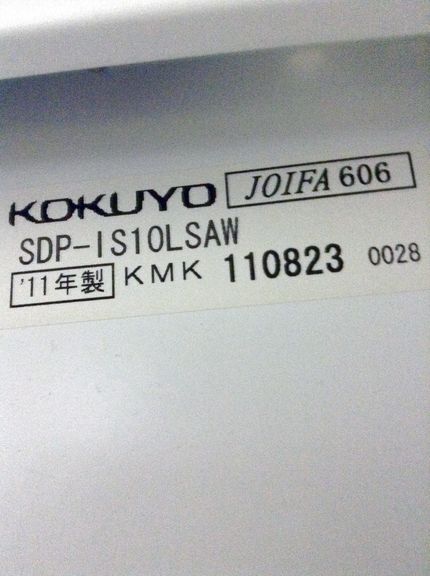 KOKUYO JOIFA 606
SDP-IS10LSAW
'11年製 KMK 110823 0028